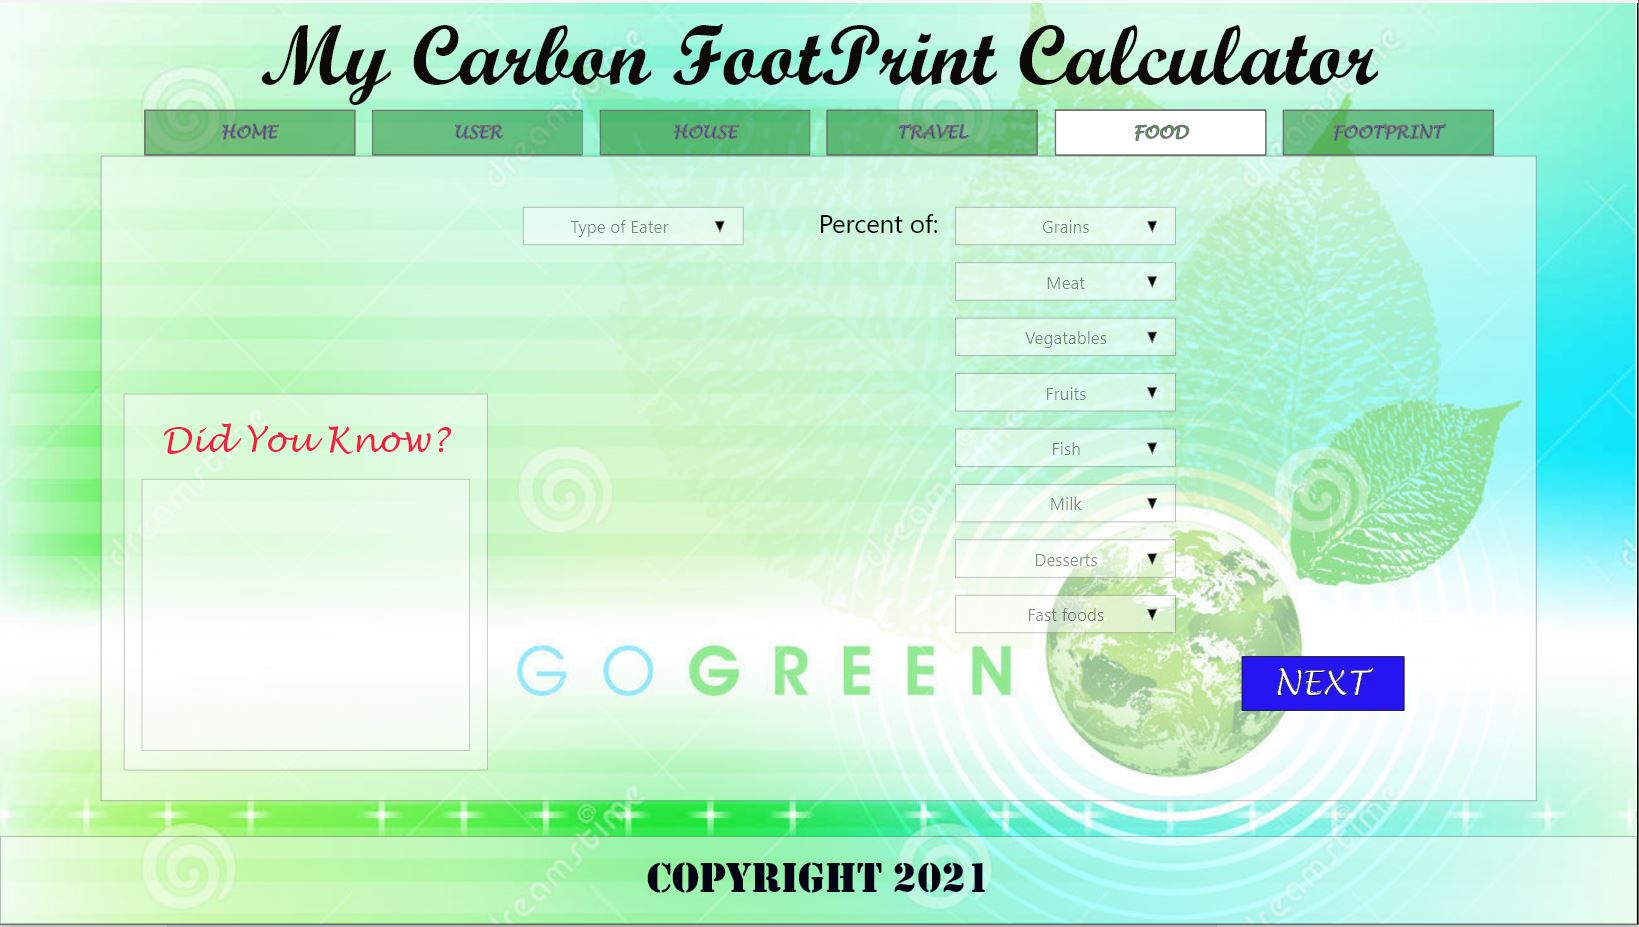 My Carbon FootPrint Calculator
HOME USER HOUSE TRAVEL FOOD FOOTPRINT
Type of Eater ▼ Percent of: Grains ▼
Meat ▼
Vegatables ▼
Fruits ▼
Did You Know?
Fish ▼
Milk ▼
Desserts ▼
Fast foods ▼
GO GREEN
NEXT
COPYRIGHT 2021
dreamstime